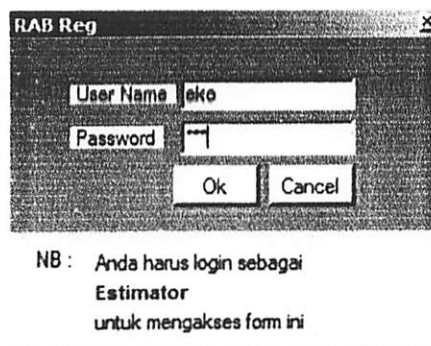 RAB Reg
User Name eko
Password ***
Ok Cancel
NB : Anda harus login sebagai
Estimator
untuk mengakses form ini